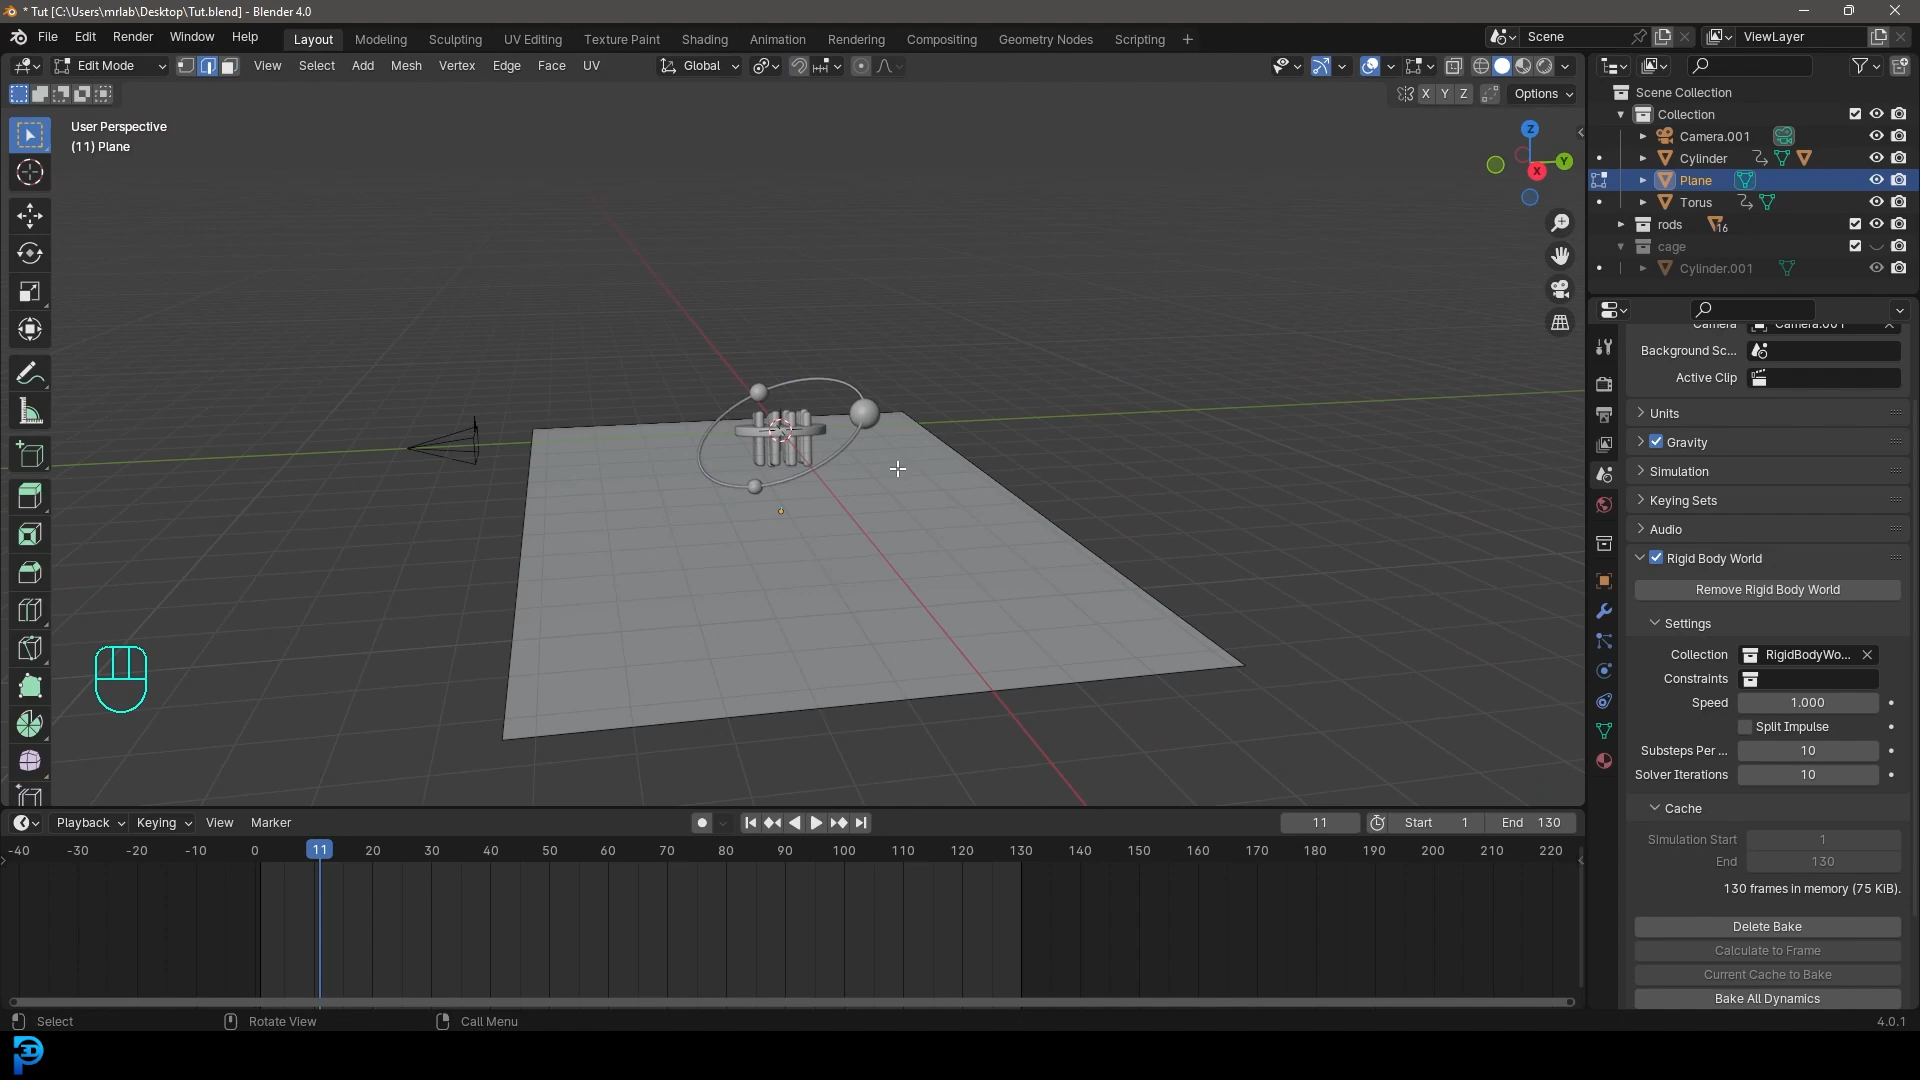 * Tut [C:\Users\mrlab\Desktop\Tut.blend] - Blender 4.0
File Edit Render Window Help Layout Modeling Sculpting UV Editing Texture Paint Shading Animation Rendering Compositing Geometry Nodes Scripting + Scene ViewLayer
Edit Mode View Select Add Mesh Vertex Edge Face UV Global
X Y Z Options
User Perspective
(11) Plane
Z
Y
X
Scene Collection
Collection
Camera.001
Cylinder
Plane
Torus
rods 16
cage
Cylinder.001
Camera Camera.001
Background Sc...
Active Clip
Units
Gravity
Simulation
Keying Sets
Audio
Rigid Body World
Remove Rigid Body World
Settings
Collection RigidBodyWo...
Constraints
Speed 1.000
Split Impulse
Substeps Per ... 10
Solver Iterations 10
Cache
Simulation Start 1
End 130
130 frames in memory (75 KiB).
Delete Bake
Calculate to Frame
Current Cache to Bake
Bake All Dynamics
Playback Keying View Marker 11 Start 1 End 130
-40 -30 -20 -10 0 11 20 30 40 50 60 70 80 90 100 110 120 130 140 150 160 170 180 190 200 210 220
Select Rotate View Call Menu 4.0.1